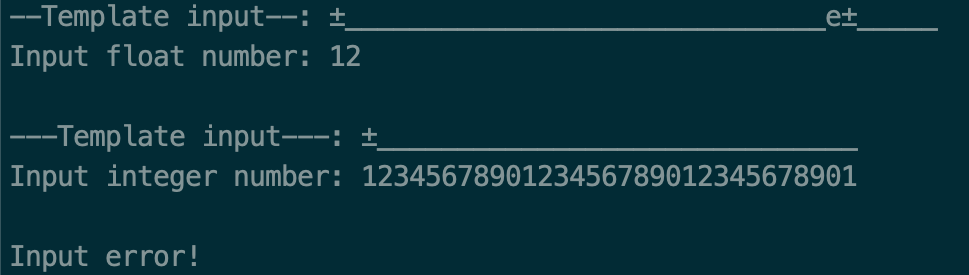 --Template input--: ±______________________________e±_____
Input float number: 12
---Template input---: ±______________________________
Input integer number: 1234567890123456789012345678901
Input error!